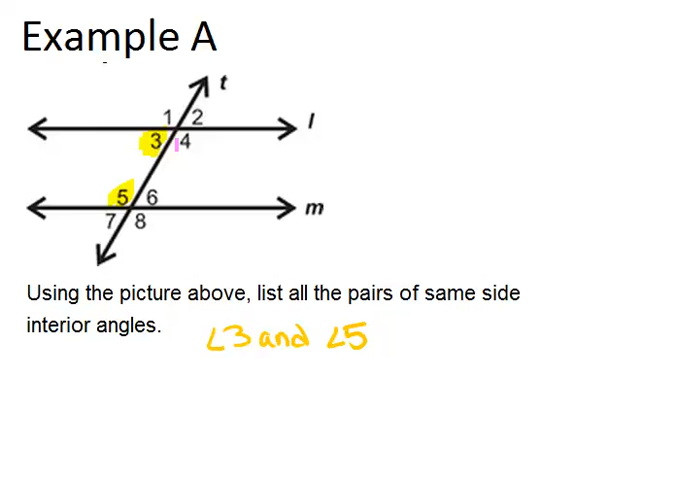 Example A
t
1 2
l
3 4
5 6
m
7 8
Using the picture above, list all the pairs of same side
interior angles.
∠3 and ∠5